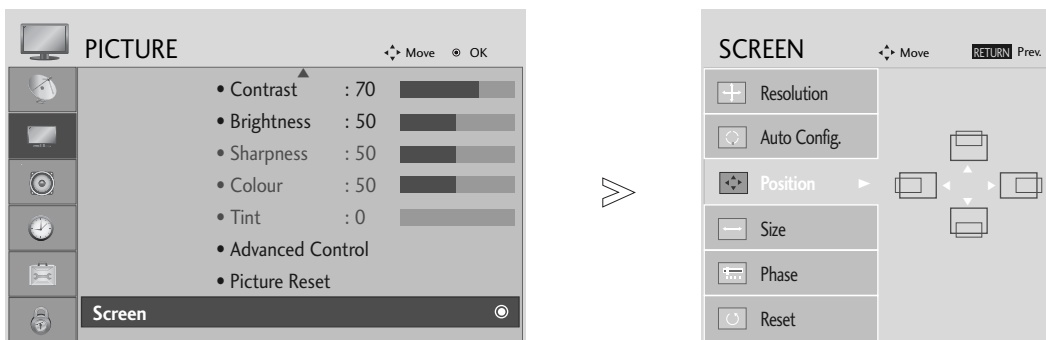 PICTURE
Move OK
• Contrast : 70
• Brightness : 50
• Sharpness : 50
• Colour : 50
• Tint : 0
• Advanced Control
• Picture Reset
Screen
SCREEN
Move RETURN Prev.
Resolution
Auto Config.
Position
Size
Phase
Reset